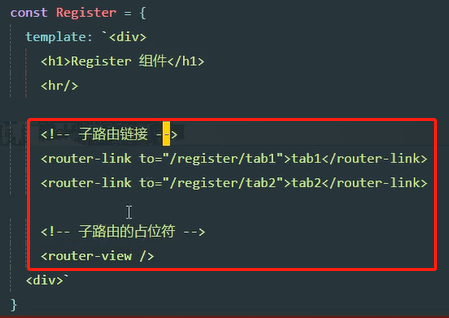 const Register = {
template: `<div>
<h1>Register 组件</h1>
<hr/>
<!-- 子路由链接 -->
<router-link to="/register/tab1">tab1</router-link>
<router-link to="/register/tab2">tab2</router-link>
<!-- 子路由的占位符 -->
<router-view />
<div>`
}